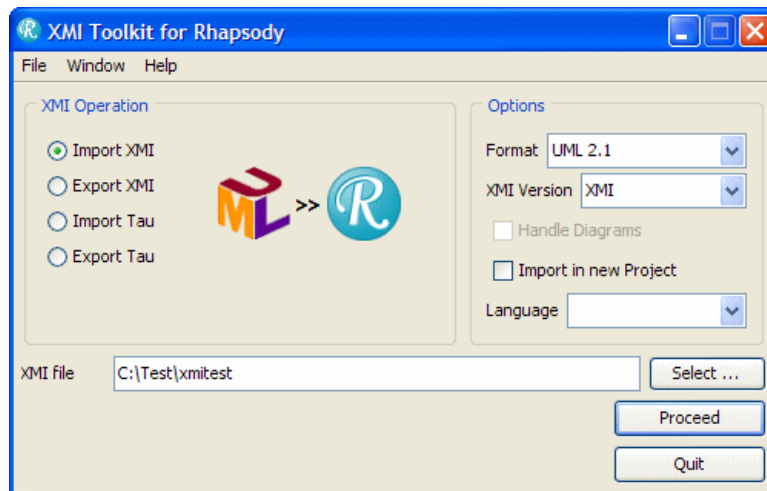 XMI Toolkit for Rhapsody
File Window Help
XMI Operation
Import XMI
Export XMI
Import Tau
Export Tau
UML >> R
Options
Format UML 2.1
XMI Version XMI
Handle Diagrams
Import in new Project
Language
XMI file C:\Test\xmitest Select ...
Proceed
Quit